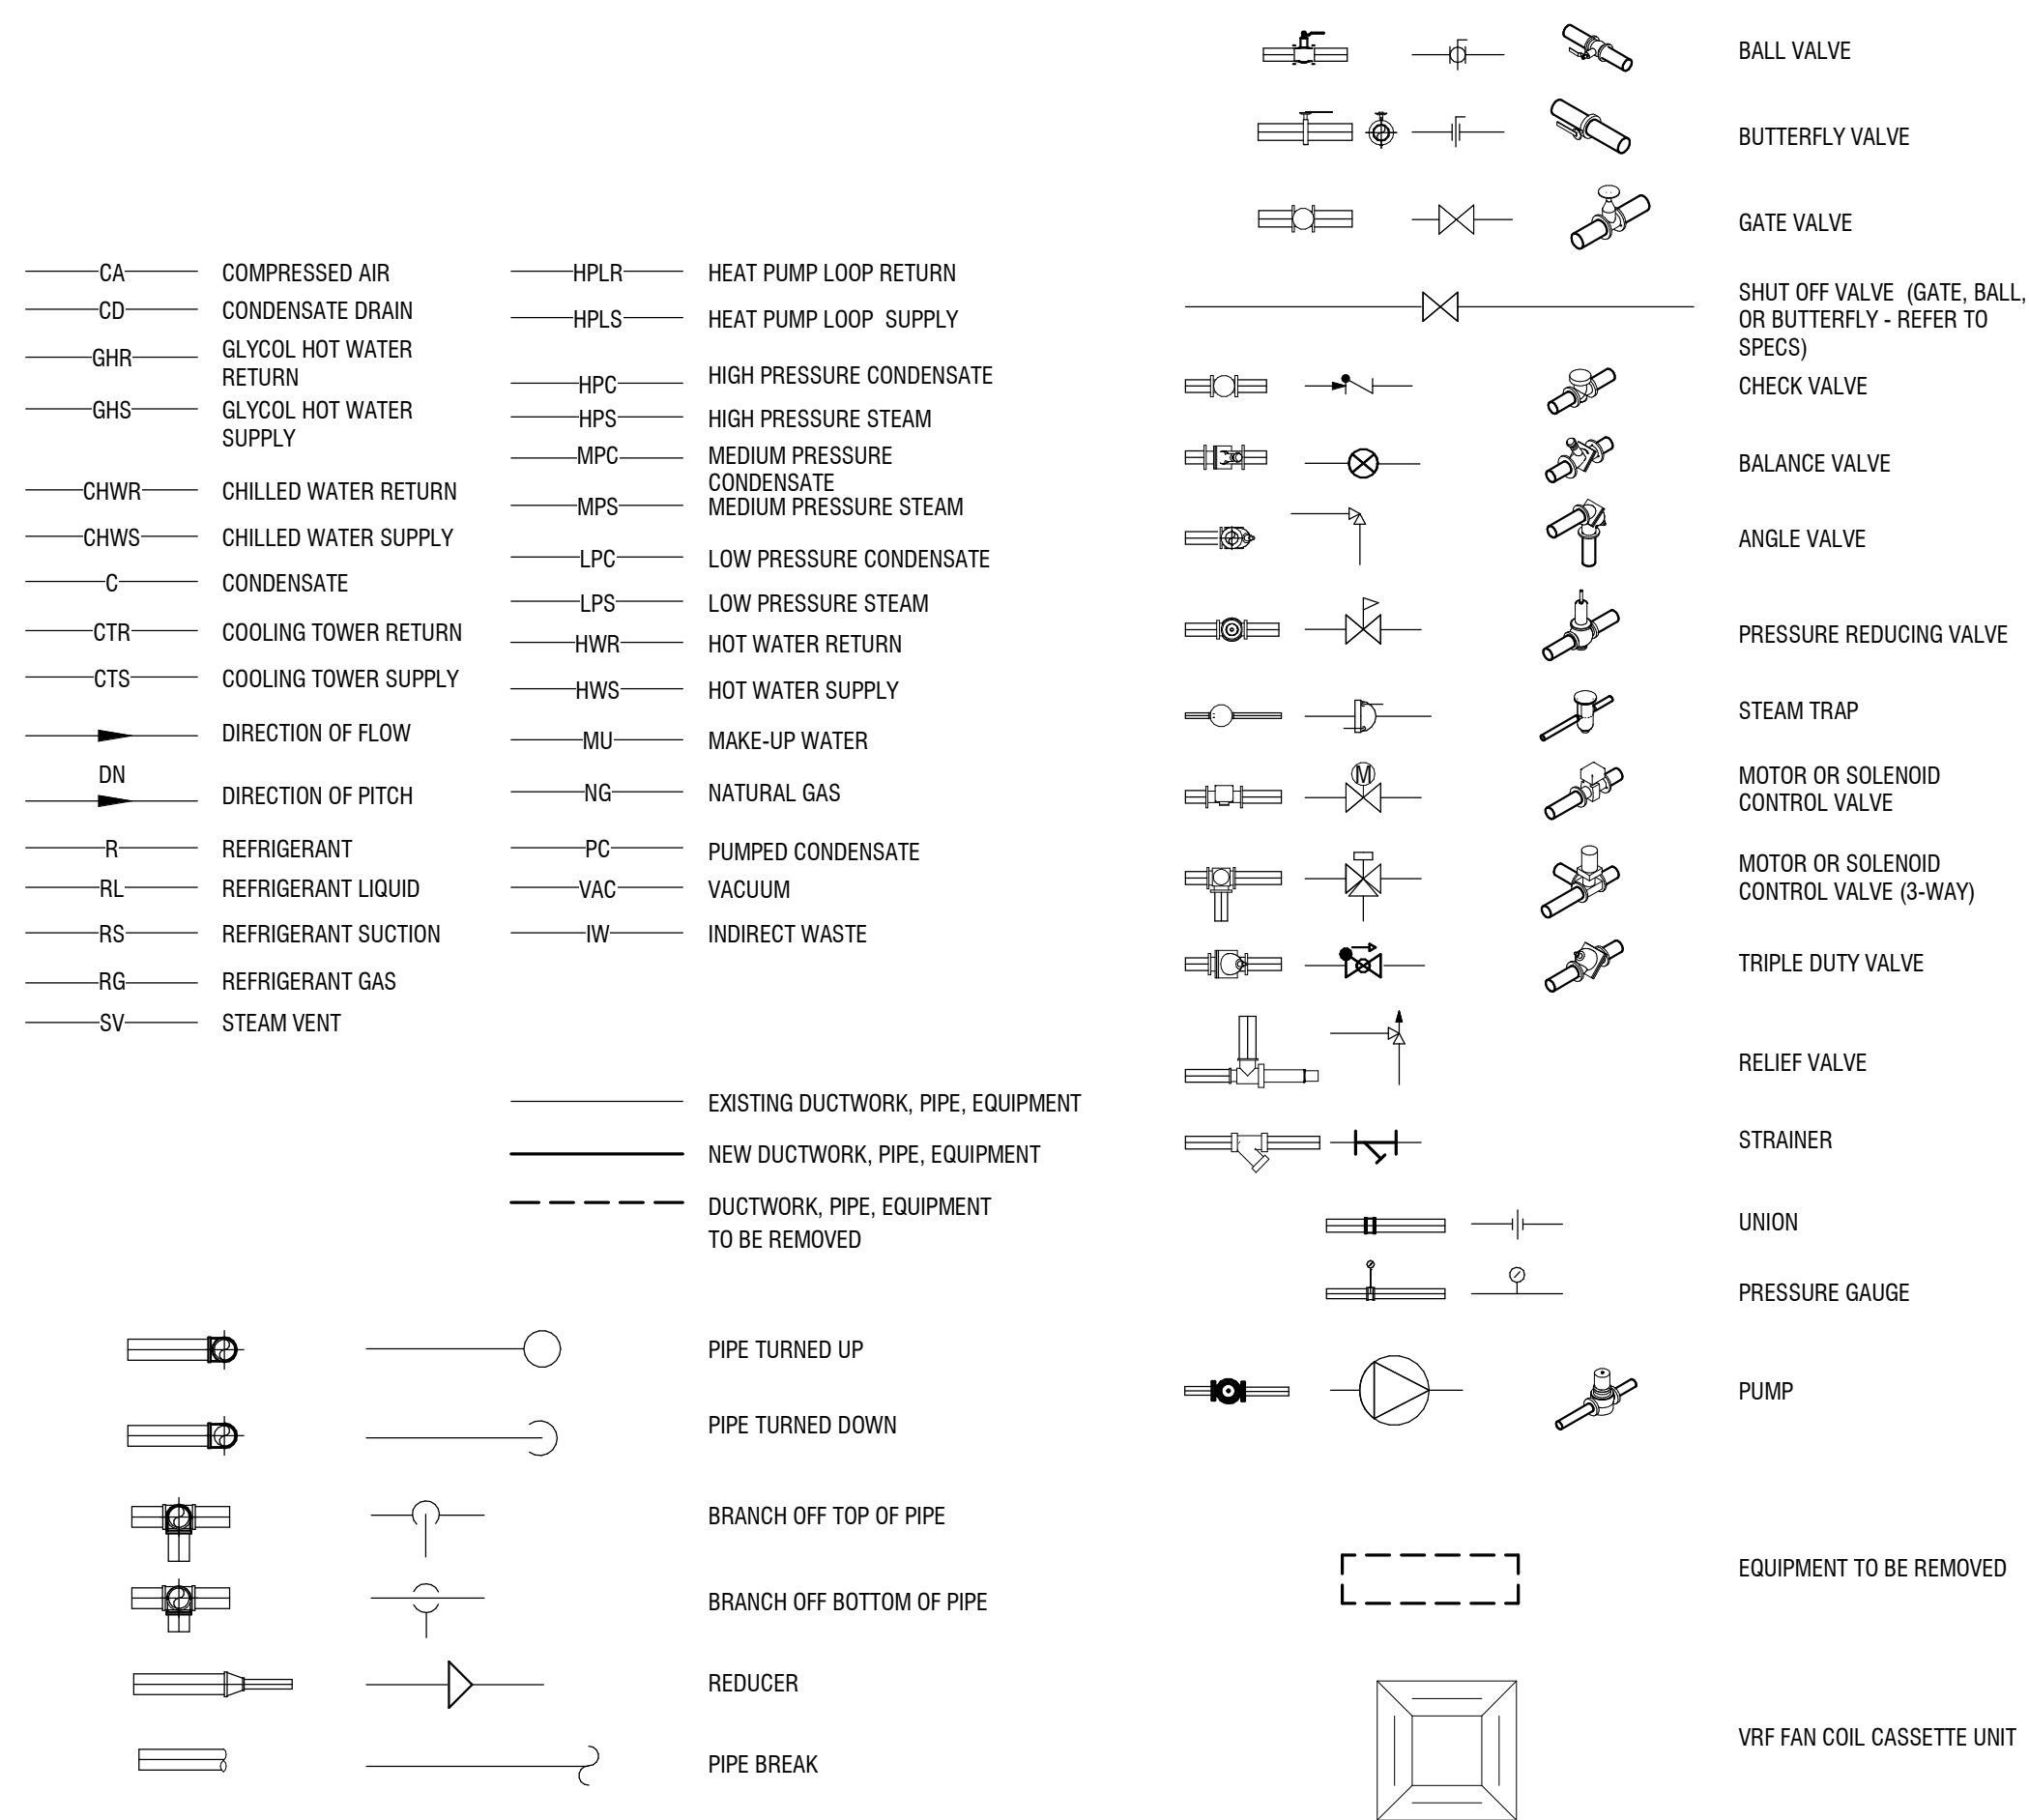 CA COMPRESSED AIR
CD CONDENSATE DRAIN
GHR GLYCOL HOT WATER
RETURN
GHS GLYCOL HOT WATER
SUPPLY
CHWR CHILLED WATER RETURN
CHWS CHILLED WATER SUPPLY
C CONDENSATE
CTR COOLING TOWER RETURN
CTS COOLING TOWER SUPPLY
DIRECTION OF FLOW
DN
DIRECTION OF PITCH
R REFRIGERANT
RL REFRIGERANT LIQUID
RS REFRIGERANT SUCTION
RG REFRIGERANT GAS
SV STEAM VENT
HPLR HEAT PUMP LOOP RETURN
HPLS HEAT PUMP LOOP SUPPLY
HPC HIGH PRESSURE CONDENSATE
HPS HIGH PRESSURE STEAM
MPC MEDIUM PRESSURE
CONDENSATE
MPS MEDIUM PRESSURE STEAM
LPC LOW PRESSURE CONDENSATE
LPS LOW PRESSURE STEAM
HWR HOT WATER RETURN
HWS HOT WATER SUPPLY
MU MAKE-UP WATER
NG NATURAL GAS
PC PUMPED CONDENSATE
VAC VACUUM
IW INDIRECT WASTE
EXISTING DUCTWORK, PIPE, EQUIPMENT
NEW DUCTWORK, PIPE, EQUIPMENT
DUCTWORK, PIPE, EQUIPMENT
TO BE REMOVED
PIPE TURNED UP
PIPE TURNED DOWN
BRANCH OFF TOP OF PIPE
BRANCH OFF BOTTOM OF PIPE
REDUCER
PIPE BREAK
BALL VALVE
BUTTERFLY VALVE
GATE VALVE
SHUT OFF VALVE (GATE, BALL,
OR BUTTERFLY - REFER TO
SPECS)
CHECK VALVE
BALANCE VALVE
ANGLE VALVE
PRESSURE REDUCING VALVE
STEAM TRAP
M
MOTOR OR SOLENOID
CONTROL VALVE
MOTOR OR SOLENOID
CONTROL VALVE (3-WAY)
TRIPLE DUTY VALVE
RELIEF VALVE
STRAINER
UNION
PRESSURE GAUGE
PUMP
EQUIPMENT TO BE REMOVED
VRF FAN COIL CASSETTE UNIT